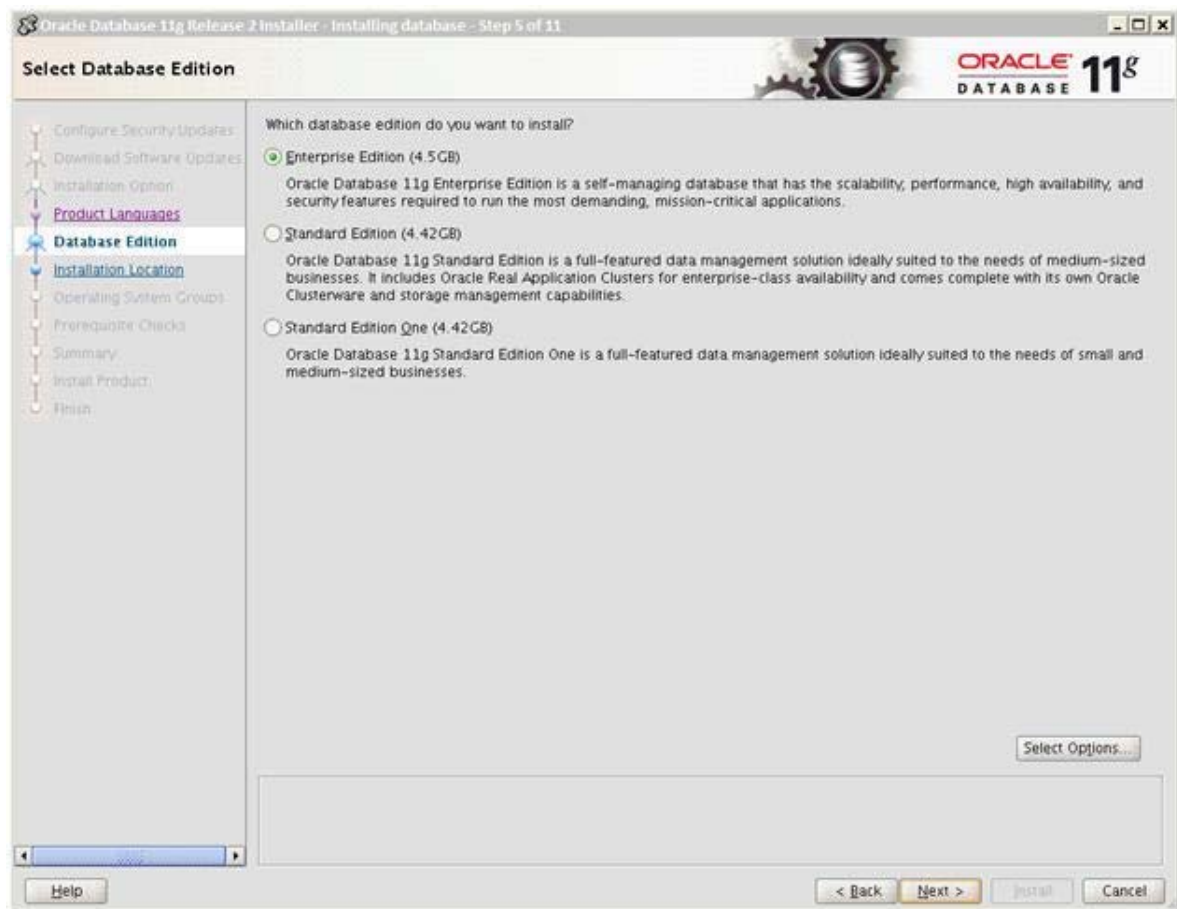 Oracle Database 11g Release 2 Installer - Installing database - Step 5 of 11
Select Database Edition
ORACLE
DATABASE
11g
Configure Security Updates
Download Software Updates
Installation Option
Product Languages
Database Edition
Installation Location
Operating System Groups
Prerequisite Checks
Summary
Install Product
Finish
Which database edition do you want to install?
Enterprise Edition (4.5GB)
Oracle Database 11g Enterprise Edition is a self-managing database that has the scalability, performance, high availability, and
security features required to run the most demanding, mission-critical applications.
Standard Edition (4.42GB)
Oracle Database 11g Standard Edition is a full-featured data management solution ideally suited to the needs of medium-sized
businesses. It includes Oracle Real Application Clusters for enterprise-class availability and comes complete with its own Oracle
Clusterware and storage management capabilities.
Standard Edition One (4.42GB)
Oracle Database 11g Standard Edition One is a full-featured data management solution ideally suited to the needs of small and
medium-sized businesses.
Select Options...
Help
< Back
Next >
Install
Cancel